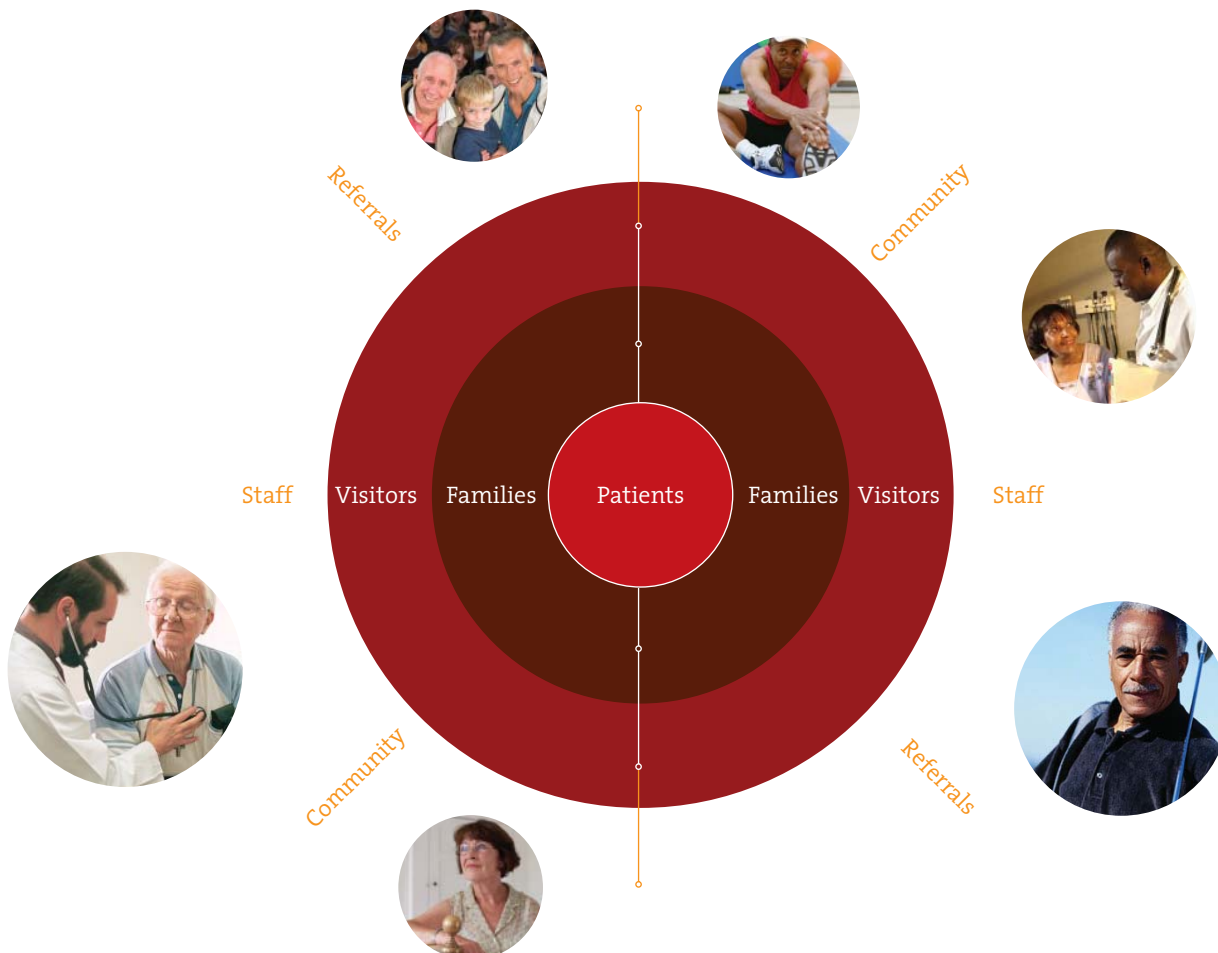 Referrals
Community
Staff Visitors Families Patients Families Visitors Staff
Community
Referrals